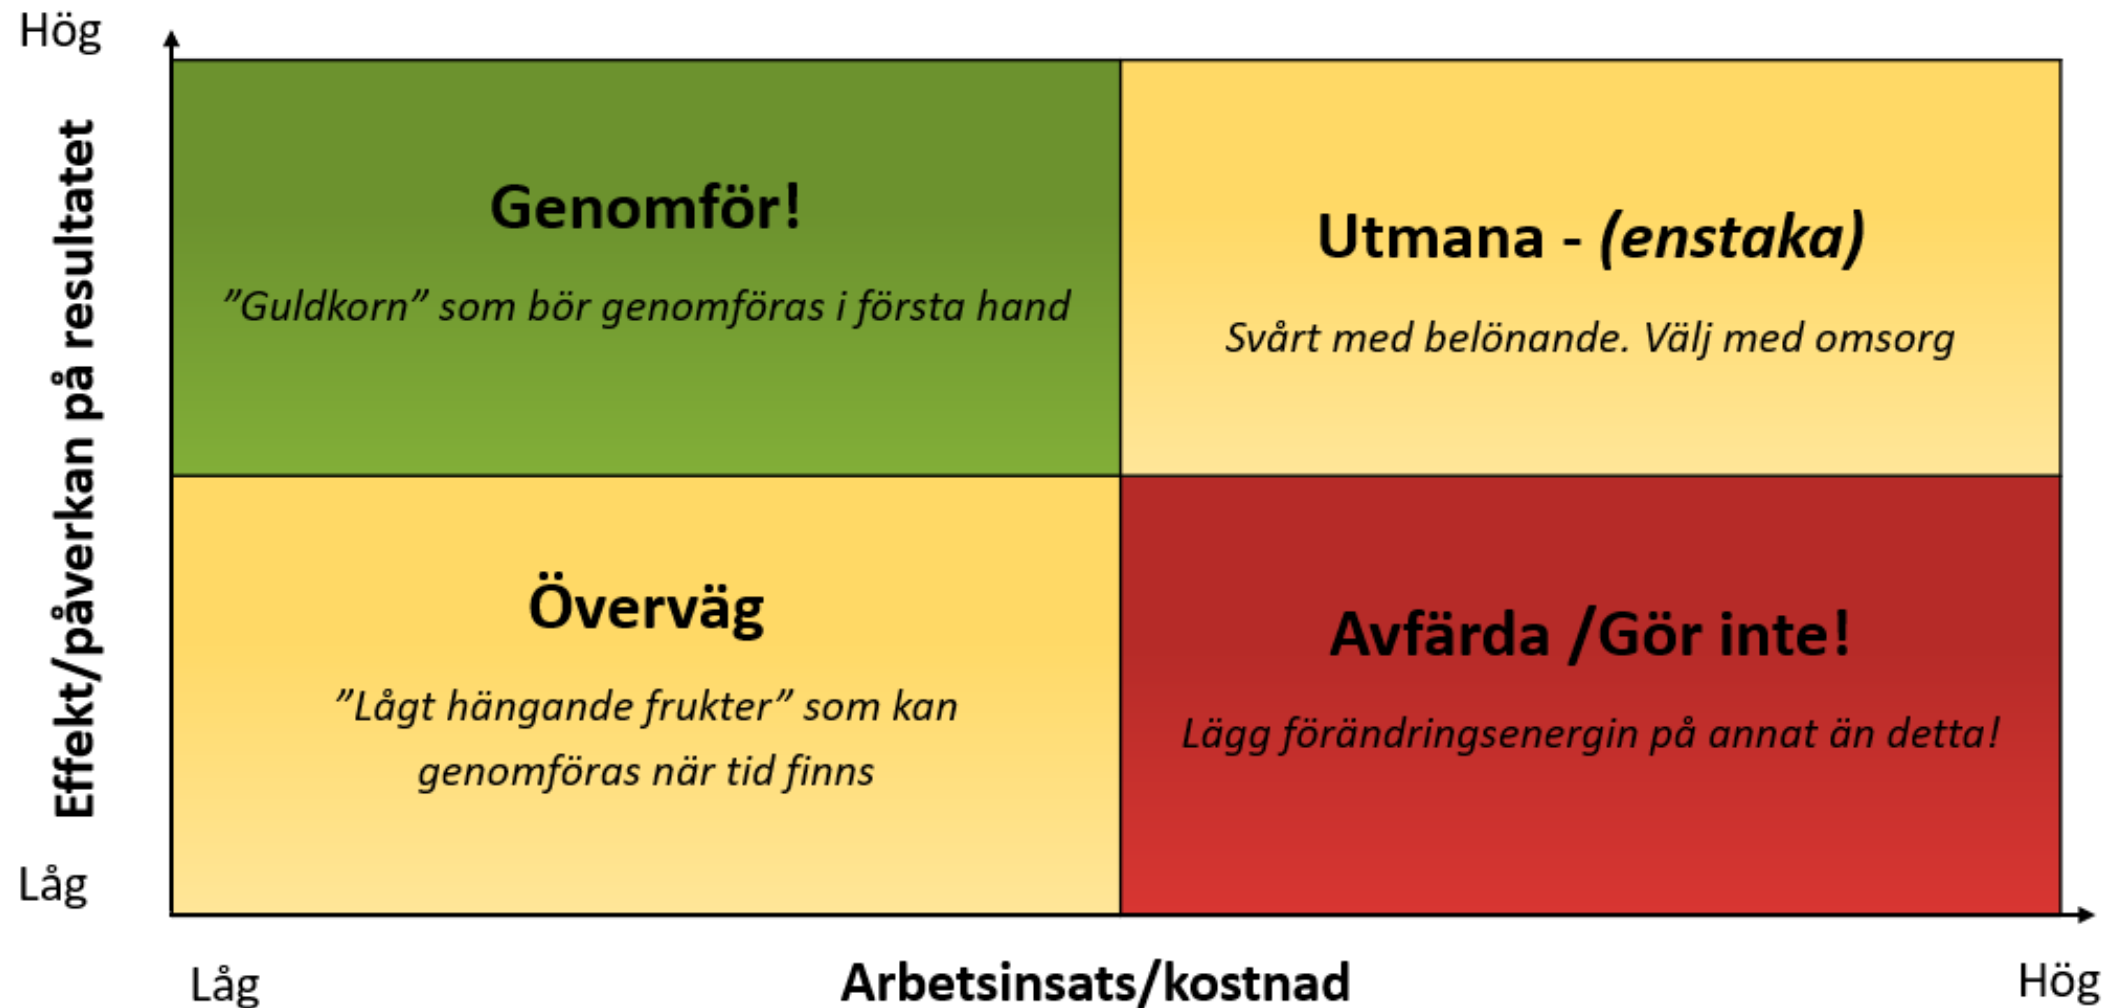 Hög
Effekt/påverkan på resultatet
Genomför!
”Guldkorn” som bör genomföras i första hand
Utmana - (enstaka)
Svårt med belönande. Välj med omsorg
Överväg
”Lågt hängande frukter” som kan
genomföras när tid finns
Avfärda /Gör inte!
Lägg förändringsenergin på annat än detta!
Låg
Låg
Arbetsinsats/kostnad
Hög